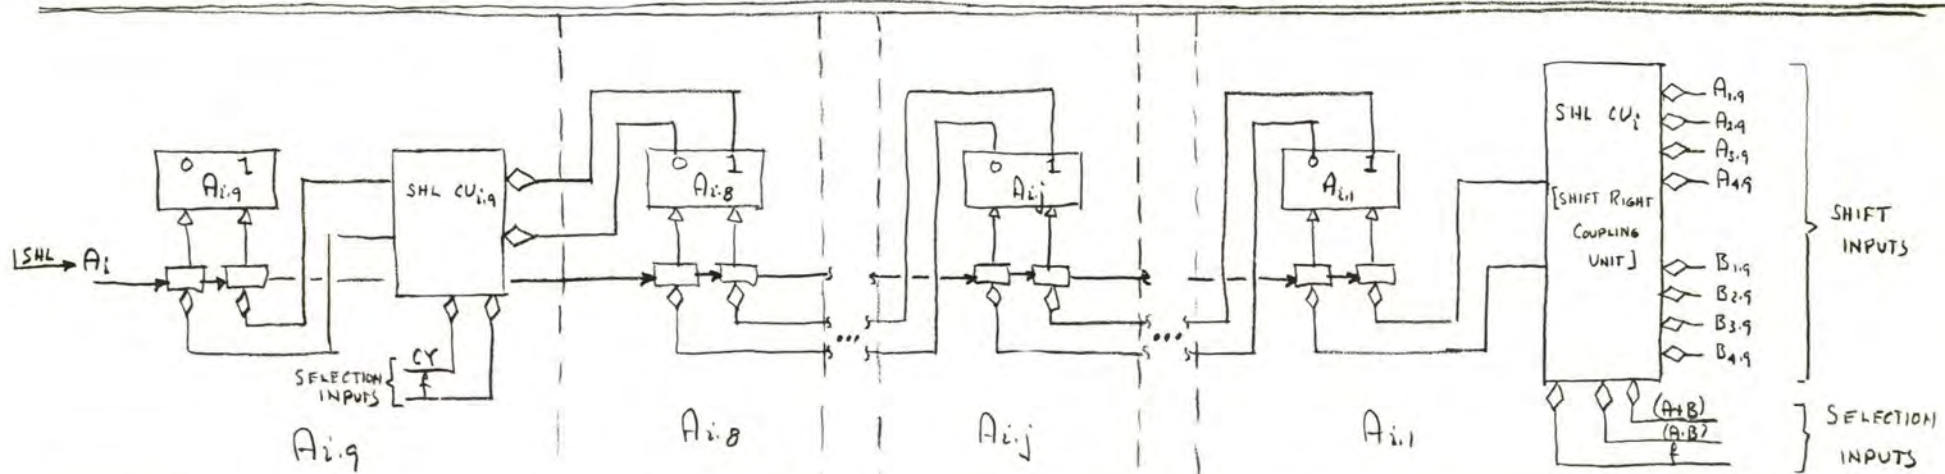 SHL
Ai
0 1
Ai.9
SHL CUi.9
CY
SELECTION
INPUTS
Ai.9
0 1
Ai.8
Ai.8
...
0 1
Ai.j
Ai.j
...
0 1
Ai.1
Ai.1
SHL CUi
[SHIFT RIGHT
COUPLING
UNIT]
A1.9
A2.9
A3.9
A4.9
B1.9
B2.9
B3.9
B4.9
SHIFT
INPUTS
(A+B)
(A·B)
SELECTION
INPUTS